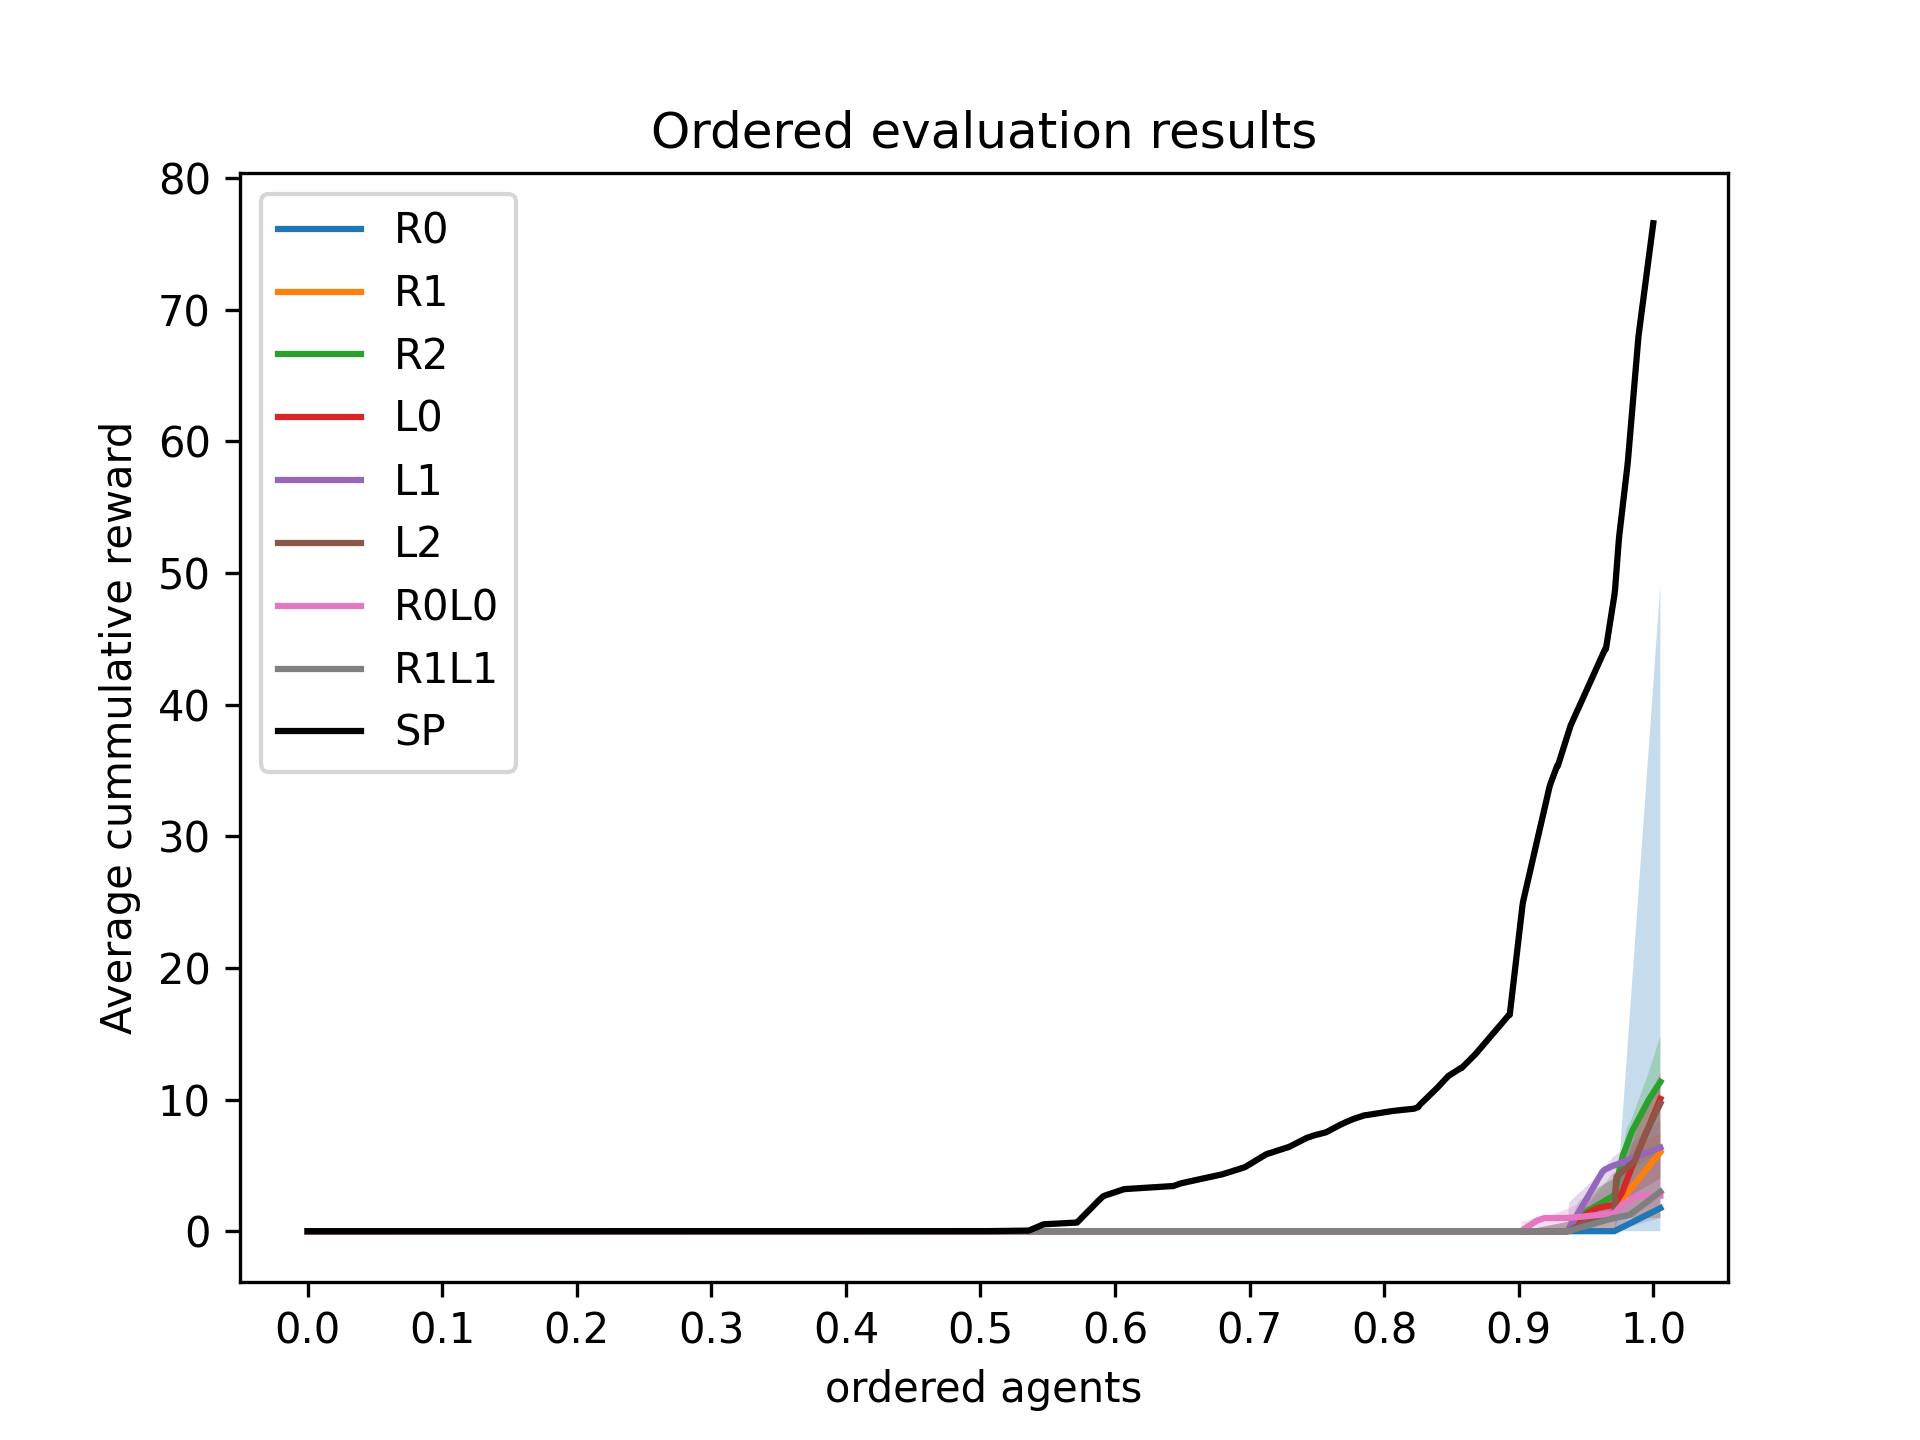 Ordered evaluation results
80
70
60
50
40
30
20
10
0
Average cummulative reward
R0
R1
R2
L0
L1
L2
R0L0
R1L1
SP
0.0 0.1 0.2 0.3 0.4 0.5 0.6 0.7 0.8 0.9 1.0
ordered agents